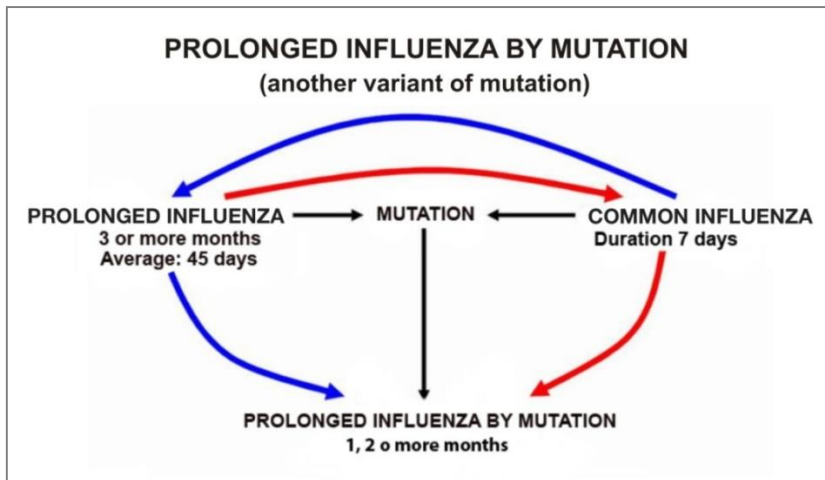 PROLONGED INFLUENZA BY MUTATION
(another variant of mutation)
PROLONGED INFLUENZA
3 or more months
Average: 45 days
MUTATION
COMMON INFLUENZA
Duration 7 days
PROLONGED INFLUENZA BY MUTATION
1, 2 o more months